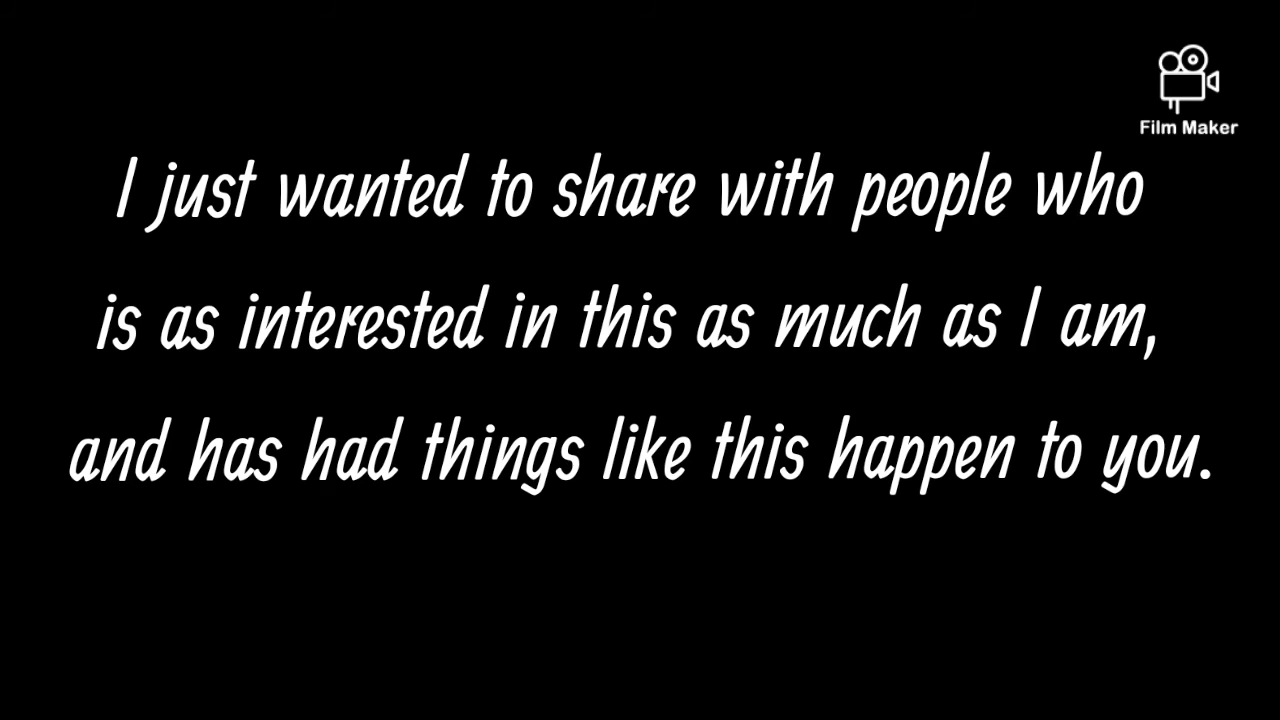 Film Maker
I just wanted to share with people who
is as interested in this as much as I am,
and has had things like this happen to you.